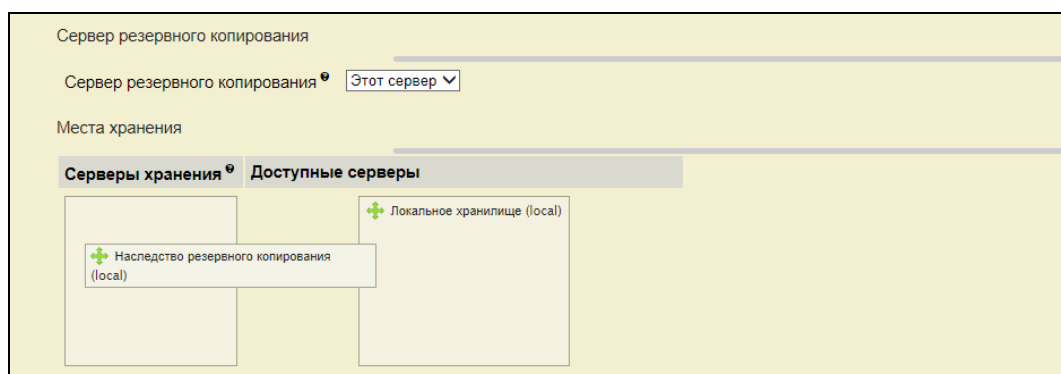 Сервер резервного копирования
Сервер резервного копирования Этот сервер
Места хранения
Серверы хранения Доступные серверы
Локальное хранилище (local)
Наследство резервного копирования
(local)